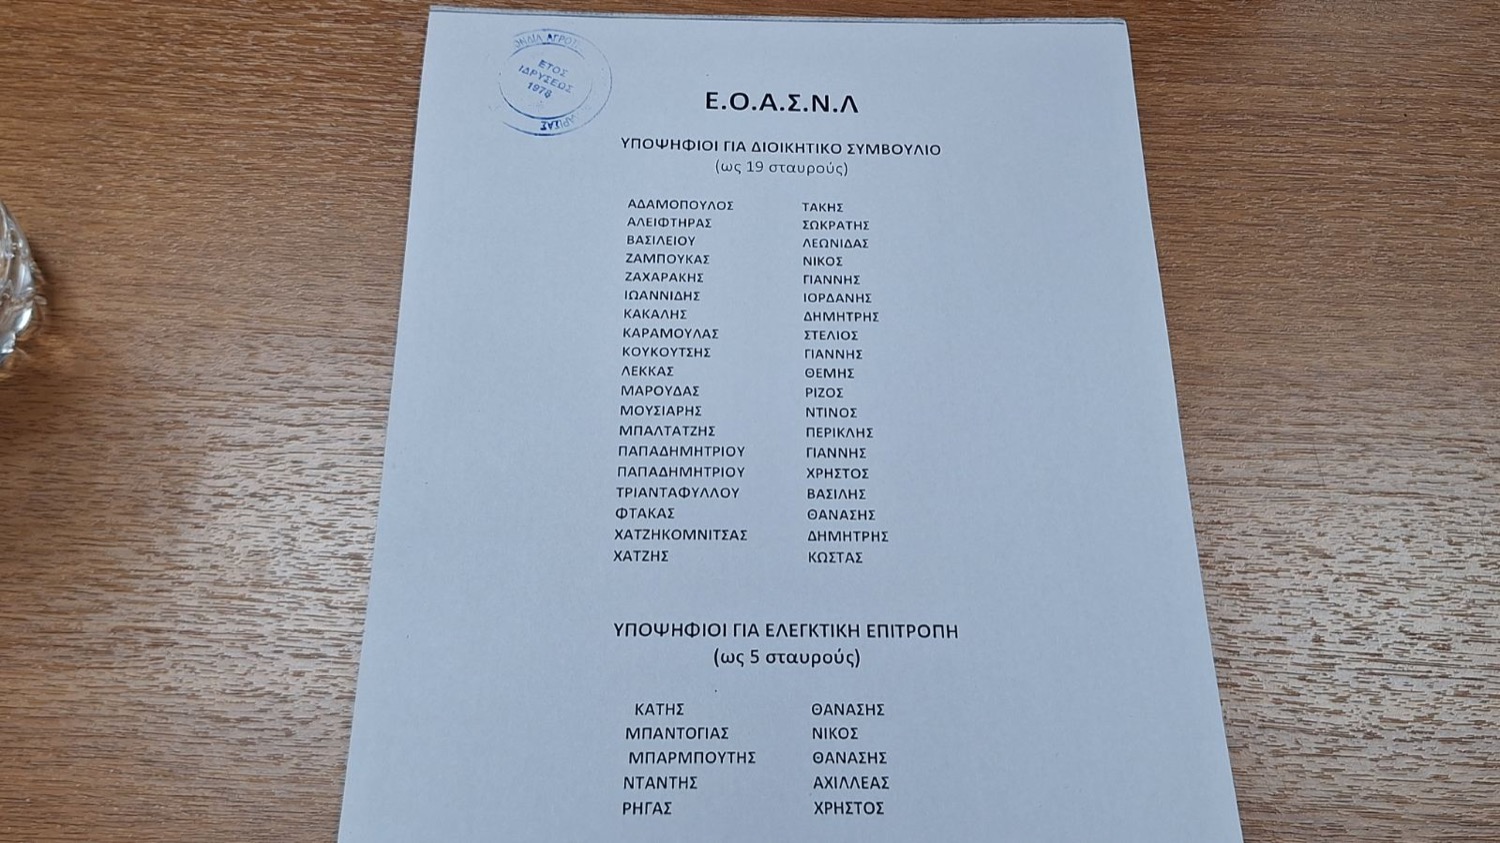 ΕΤΟΣ
ΙΔΡΥΣΕΩΣ
1978
Ε.Ο.Α.Σ.Ν.Λ
ΥΠΟΨΗΦΙΟΙ ΓΙΑ ΔΙΟΙΚΗΤΙΚΟ ΣΥΜΒΟΥΛΙΟ
(ως 19 σταυρούς)
ΑΔΑΜΟΠΟΥΛΟΣ ΤΑΚΗΣ
ΑΛΕΙΦΤΗΡΑΣ ΣΩΚΡΑΤΗΣ
ΒΑΣΙΛΕΙΟΥ ΛΕΩΝΙΔΑΣ
ΖΑΜΠΟΥΚΑΣ ΝΙΚΟΣ
ΖΑΧΑΡΑΚΗΣ ΓΙΑΝΝΗΣ
ΙΩΑΝΝΙΔΗΣ ΙΟΡΔΑΝΗΣ
ΚΑΚΑΛΗΣ ΔΗΜΗΤΡΗΣ
ΚΑΡΑΜΟΥΛΑΣ ΣΤΕΛΙΟΣ
ΚΟΥΚΟΥΤΣΗΣ ΓΙΑΝΝΗΣ
ΛΕΚΚΑΣ ΘΕΜΗΣ
ΜΑΡΟΥΔΑΣ ΡΙΖΟΣ
ΜΟΥΣΙΑΡΗΣ ΝΤΙΝΟΣ
ΜΠΑΛΤΑΤΖΗΣ ΠΕΡΙΚΛΗΣ
ΠΑΠΑΔΗΜΗΤΡΙΟΥ ΓΙΑΝΝΗΣ
ΠΑΠΑΔΗΜΗΤΡΙΟΥ ΧΡΗΣΤΟΣ
ΤΡΙΑΝΤΑΦΥΛΛΟΥ ΒΑΣΙΛΗΣ
ΦΤΑΚΑΣ ΘΑΝΑΣΗΣ
ΧΑΤΖΗΚΟΜΝΙΤΣΑΣ ΔΗΜΗΤΡΗΣ
ΧΑΤΖΗΣ ΚΩΣΤΑΣ
ΥΠΟΨΗΦΙΟΙ ΓΙΑ ΕΛΕΓΚΤΙΚΗ ΕΠΙΤΡΟΠΗ
(ως 5 σταυρούς)
ΚΑΤΗΣ ΘΑΝΑΣΗΣ
ΜΠΑΝΤΟΓΙΑΣ ΝΙΚΟΣ
ΜΠΑΡΜΠΟΥΤΗΣ ΘΑΝΑΣΗΣ
ΝΤΑΝΤΗΣ ΑΧΙΛΛΕΑΣ
ΡΗΓΑΣ ΧΡΗΣΤΟΣ